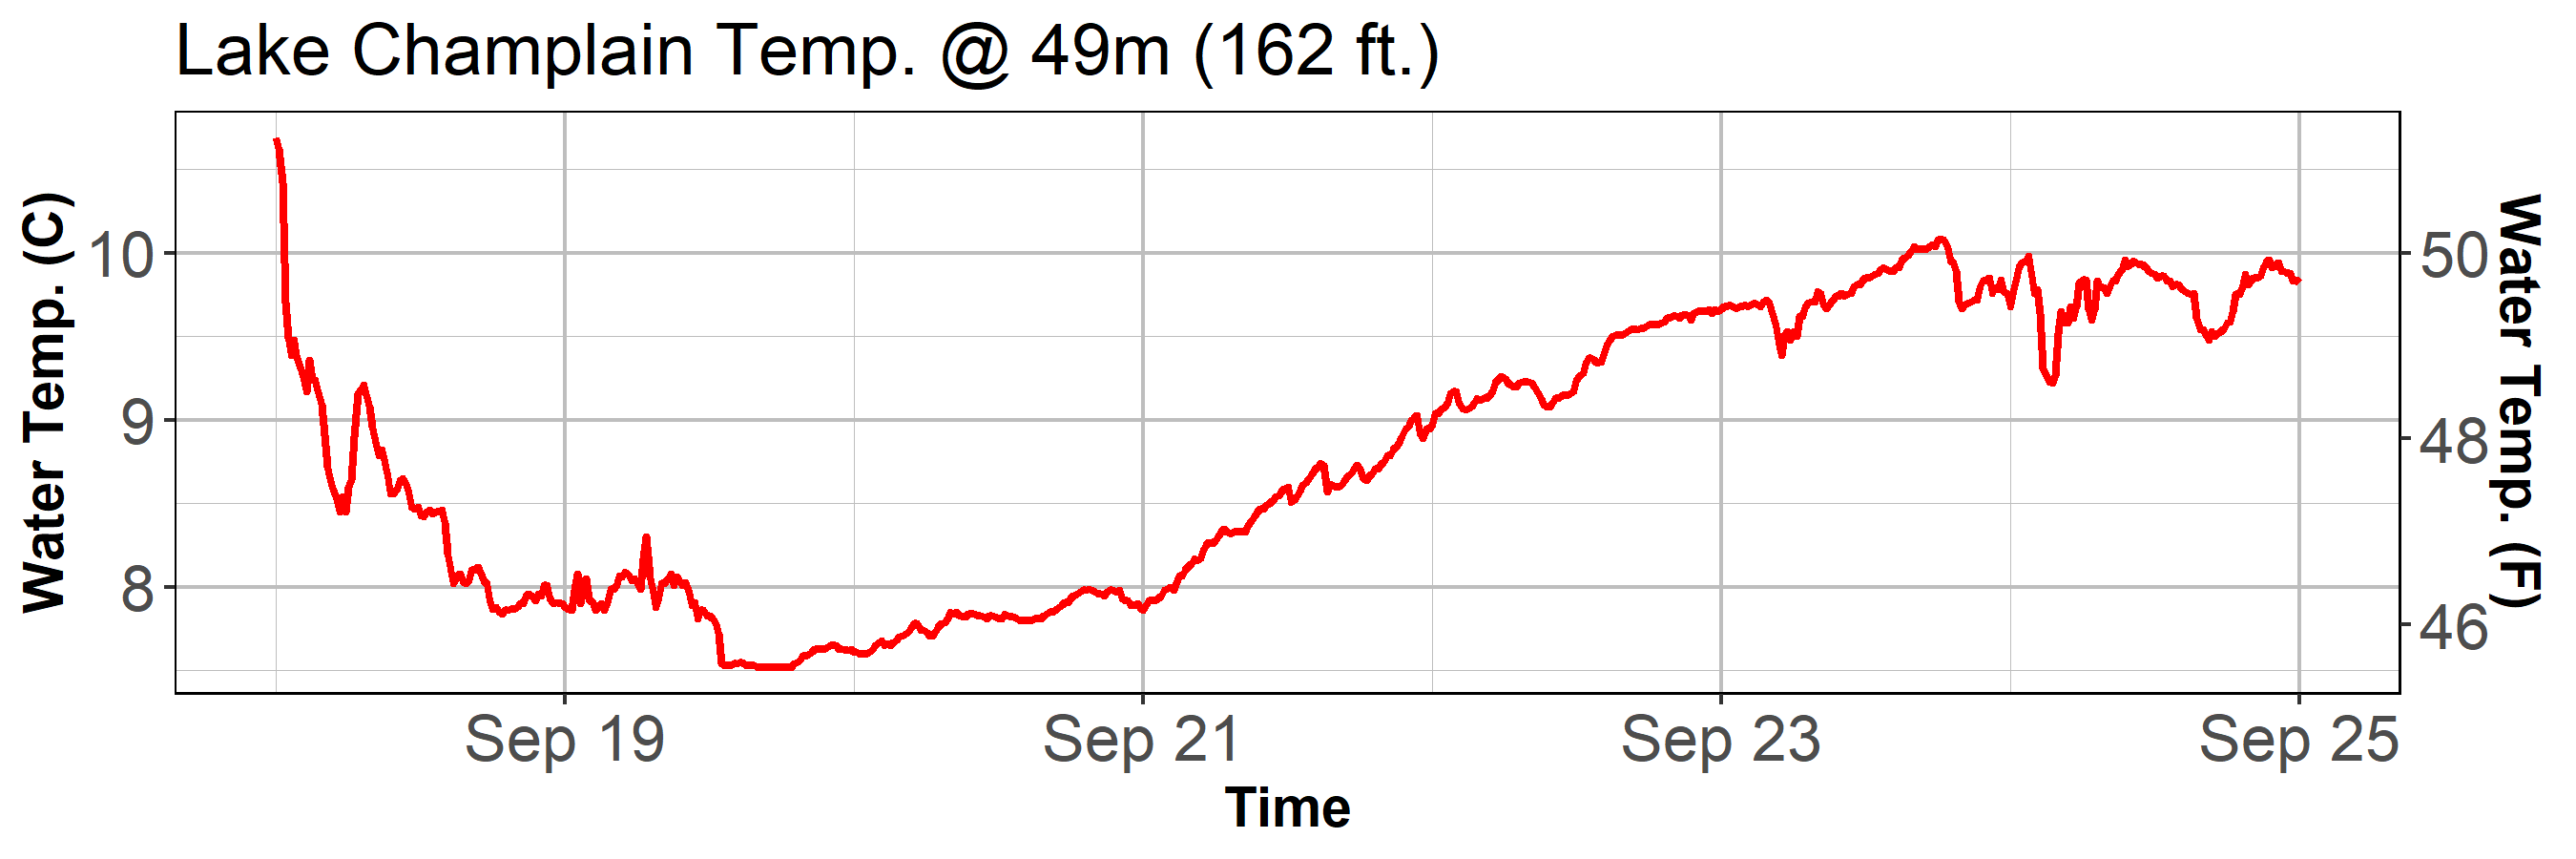 Lake Champlain Temp. @ 49m (162 ft.)
Water Temp. (C)
10
9
8
50
48
46
Water Temp. (F)
Sep 19
Sep 21
Sep 23
Sep 25
Time